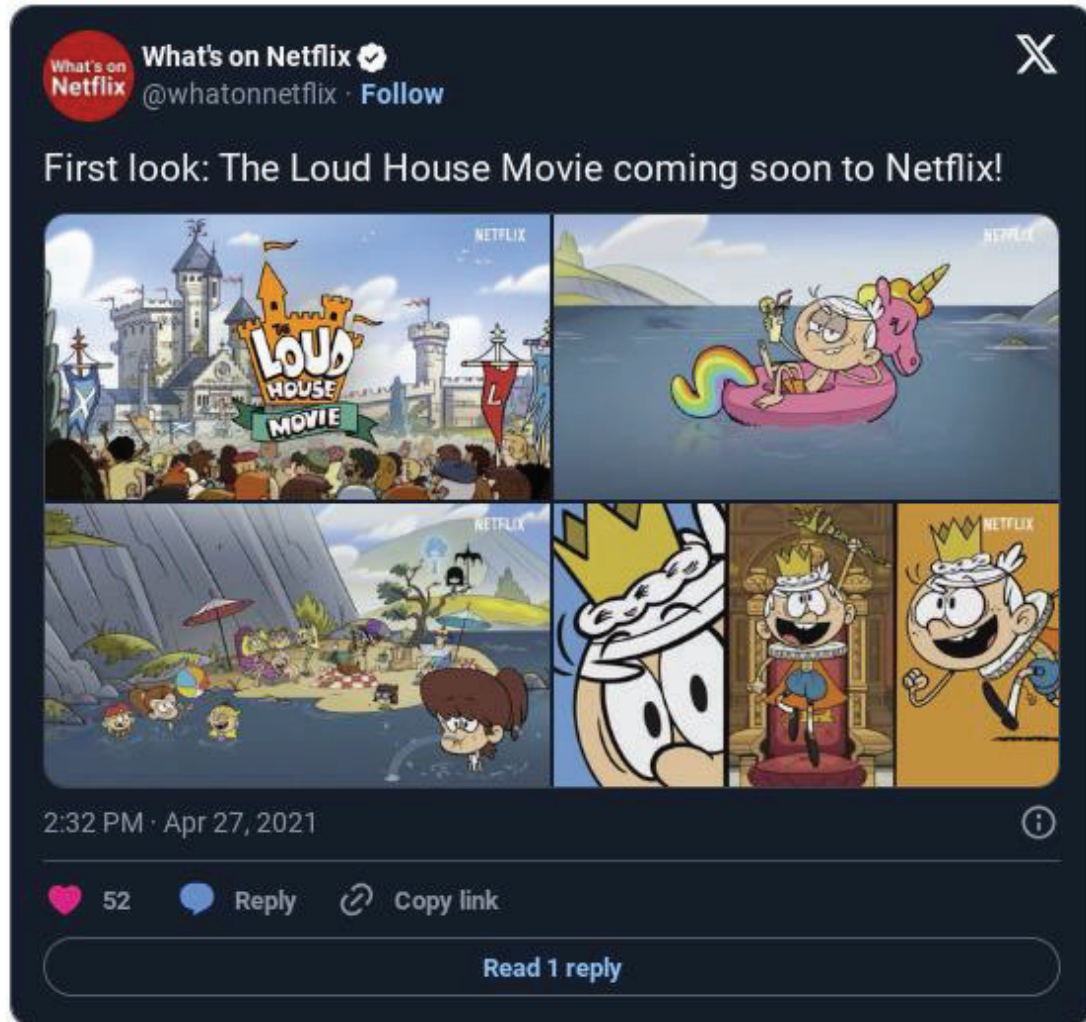 What's on
Netflix
What's on Netflix
@whatonnetflix · Follow
First look: The Loud House Movie coming soon to Netflix!
NETFLIX
THE
LOUD
HOUSE
MOVIE
L
NETFLIX
NETFLIX
NETFLIX
2:32 PM · Apr 27, 2021
52
Reply
Copy link
Read 1 reply